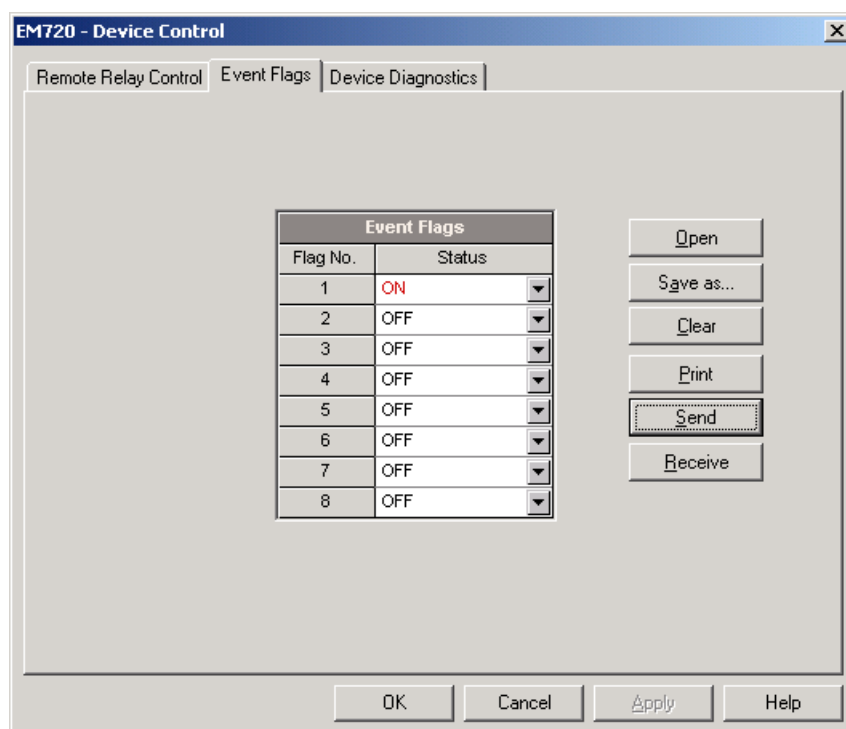 EM720 - Device Control
Remote Relay Control Event Flags Device Diagnostics
Event Flags
Flag No. Status
1 ON
2 OFF
3 OFF
4 OFF
5 OFF
6 OFF
7 OFF
8 OFF
Open
Save as...
Clear
Print
Send
Receive
OK Cancel Apply Help